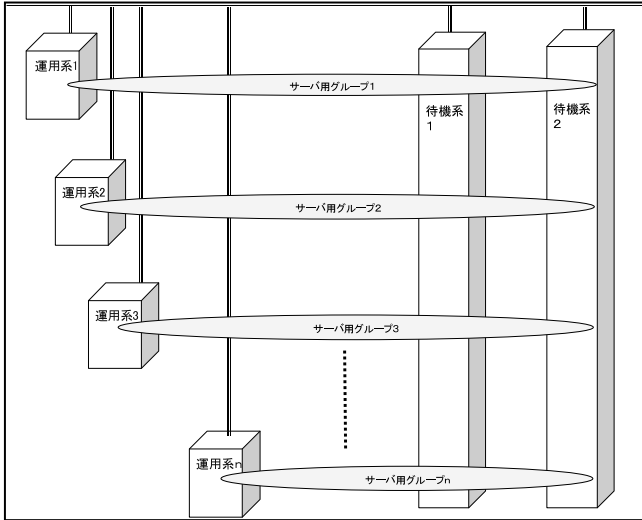 運用系1
サーバ用グループ1
待機系
1
待機系
2
運用系2
サーバ用グループ2
運用系3
サーバ用グループ3
運用系n
サーバ用グループn